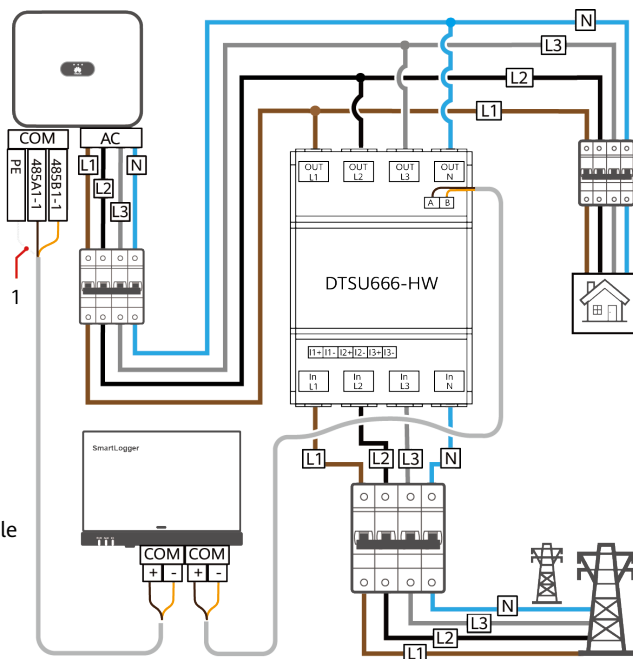 N
L3
L2
L1
COM
AC
PE
485A1-1
485B1-1
L1
L2
L3
N
1
OUT L1
OUT L2
OUT L3
OUT N
A B
DTSU666-HW
I1+ I1- I2+ I2- I3+ I3-
In L1
In L2
In L3
In N
L1
L2
L3
N
SmartLogger
COM COM
+ - + -
le
N
L3
L2
L1